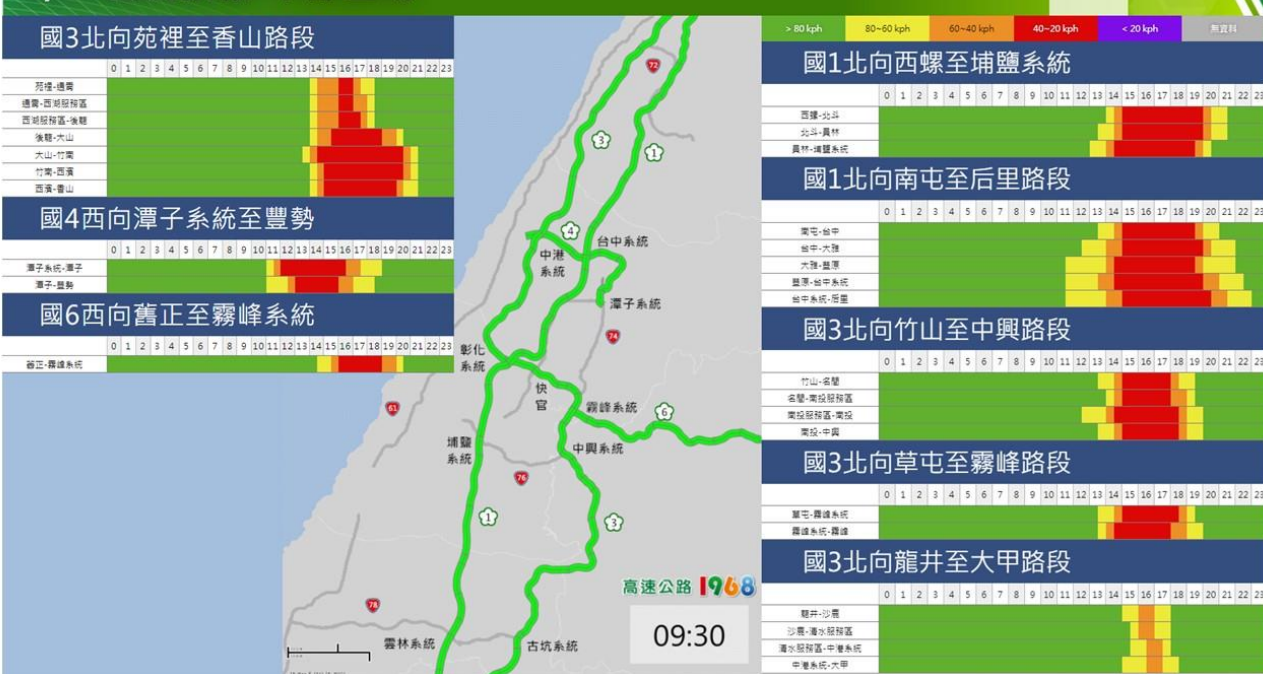 國3北向苑裡至香山路段
0 1 2 3 4 5 6 7 8 9 10 11 12 13 14 15 16 17 18 19 20 21 22 23
苑裡-通霄
通霄-西湖服務區
西湖服務區-後龍
後龍-大山
大山-竹南
竹南-西濱
西濱-香山
國4西向潭子系統至豐勢
0 1 2 3 4 5 6 7 8 9 10 11 12 13 14 15 16 17 18 19 20 21 22 23
潭子系統-潭子
潭子-豐勢
國6西向舊正至霧峰系統
0 1 2 3 4 5 6 7 8 9 10 11 12 13 14 15 16 17 18 19 20 21 22 23
舊正-霧峰系統
72
3
1
4
台中系統
中港
系統
潭子系統
74
彰化
系統
快
官
61
霧峰系統
6
埔鹽
系統
中興系統
76
1
3
高速公路1968
78
09:30
雲林系統
古坑系統
> 80 kph
80~60 kph
60~40 kph
40~20 kph
< 20 kph
無資料
國1北向西螺至埔鹽系統
0 1 2 3 4 5 6 7 8 9 10 11 12 13 14 15 16 17 18 19 20 21 22 23
西螺-北斗
北斗-員林
員林-埔鹽系統
國1北向南屯至后里路段
0 1 2 3 4 5 6 7 8 9 10 11 12 13 14 15 16 17 18 19 20 21 22 23
南屯-台中
台中-大雅
大雅-豐原
豐原-台中系統
台中系統-后里
國3北向竹山至中興路段
0 1 2 3 4 5 6 7 8 9 10 11 12 13 14 15 16 17 18 19 20 21 22 23
竹山-名間
名間-南投服務區
南投服務區-南投
南投-中興
國3北向草屯至霧峰路段
0 1 2 3 4 5 6 7 8 9 10 11 12 13 14 15 16 17 18 19 20 21 22 23
草屯-霧峰系統
霧峰系統-霧峰
國3北向龍井至大甲路段
0 1 2 3 4 5 6 7 8 9 10 11 12 13 14 15 16 17 18 19 20 21 22 23
龍井-沙鹿
沙鹿-清水服務區
清水服務區-中港系統
中港系統-大甲